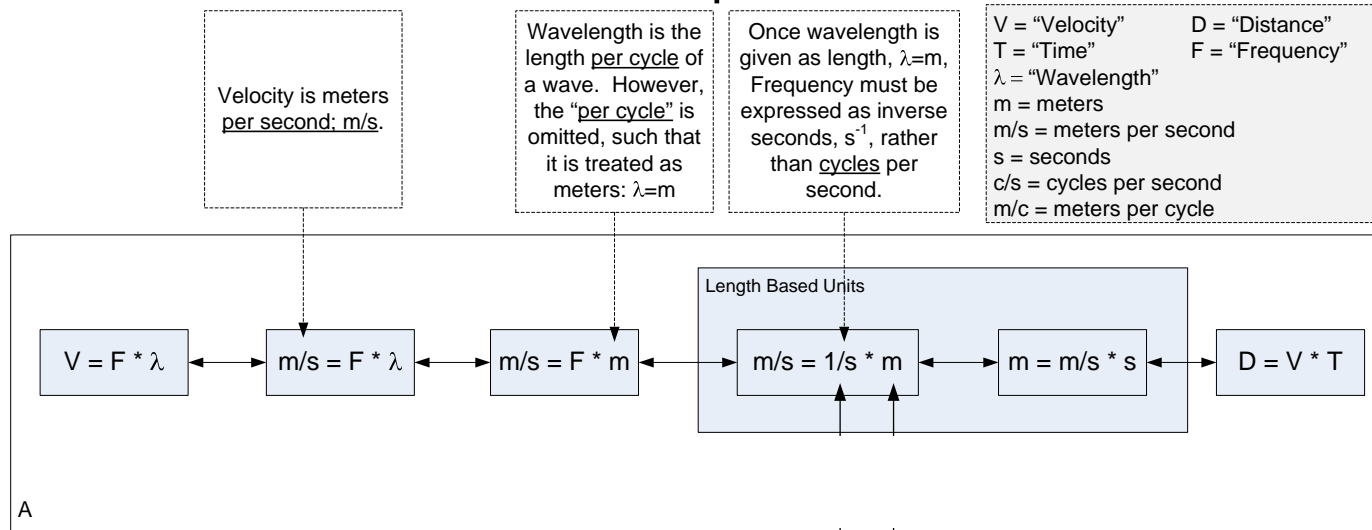 Velocity is meters
per second; m/s.
Wavelength is the
length per cycle of
a wave. However,
the “per cycle” is
omitted, such that
it is treated as
meters: λ=m
Once wavelength is
given as length, λ=m,
Frequency must be
expressed as inverse
seconds, s⁻¹, rather
than cycles per
second.
V = “Velocity” D = “Distance”
T = “Time” F = “Frequency”
λ = “Wavelength”
m = meters
m/s = meters per second
s = seconds
c/s = cycles per second
m/c = meters per cycle
Length Based Units
V = F * λ
m/s = F * λ
m/s = F * m
m/s = 1/s * m
m = m/s * s
D = V * T
A